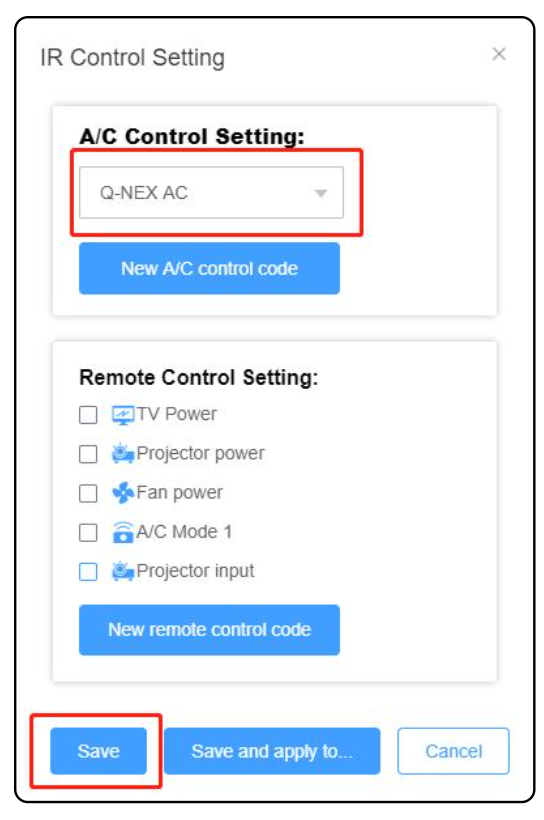 IR Control Setting
A/C Control Setting:
Q-NEX AC
New A/C control code
Remote Control Setting:
TV Power
Projector power
Fan power
A/C Mode 1
Projector input
New remote control code
Save Save and apply to... Cancel